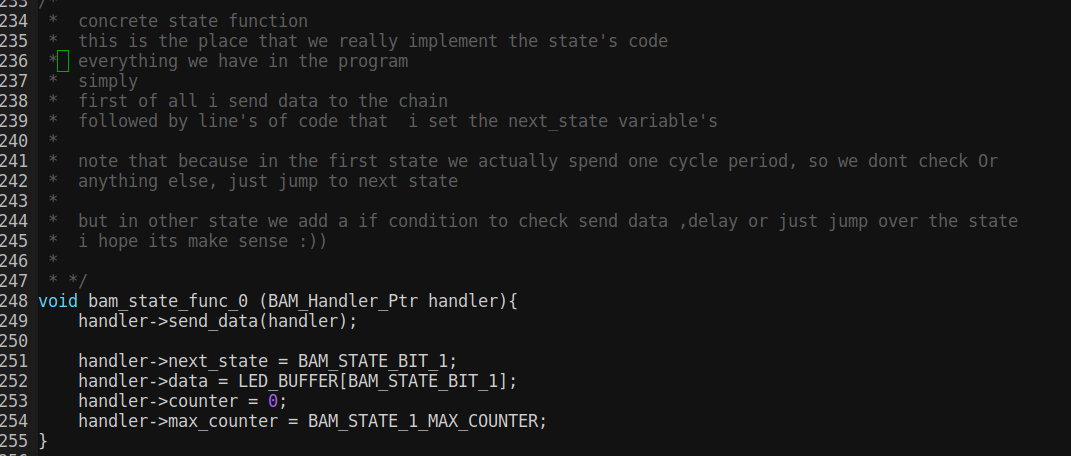 233 /*
234  *  concrete state function
235  *  this is the place that we really implement the state's code
236  *  everything we have in the program
237  *  simply
238  *  first of all i send data to the chain
239  *  followed by line's of code that  i set the next_state variable's
240  *
241  *  note that because in the first state we actually spend one cycle period, so we dont check Or
242  *  anything else, just jump to next state
243  *
244  *  but in other state we add a if condition to check send data ,delay or just jump over the state
245  *  i hope its make sense :))
246  *
247  * */
248 void bam_state_func_0 (BAM_Handler_Ptr handler){
249     handler->send_data(handler);
250
251     handler->next_state = BAM_STATE_BIT_1;
252     handler->data = LED_BUFFER[BAM_STATE_BIT_1];
253     handler->counter = 0;
254     handler->max_counter = BAM_STATE_1_MAX_COUNTER;
255 }